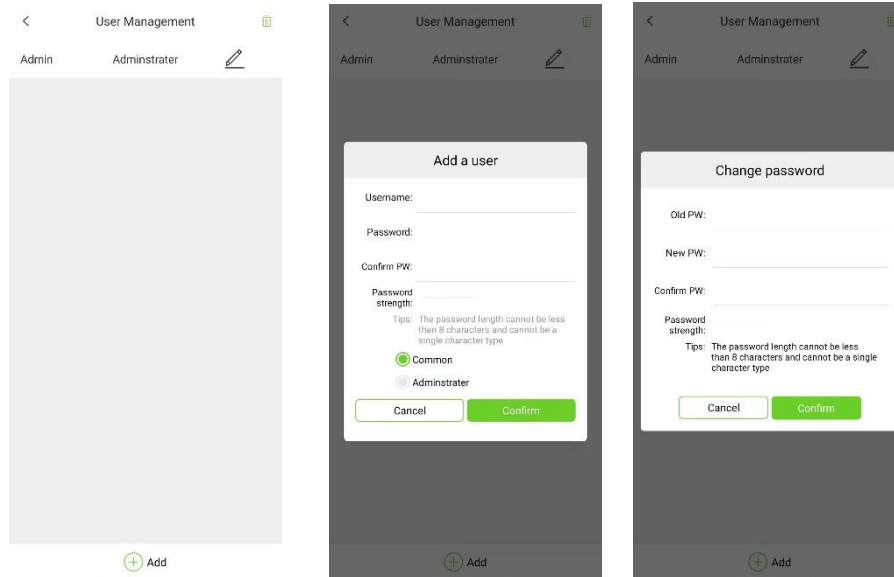 User Management
Admin Adminstrater
Add
User Management
Admin Adminstrater
Add a user
Username:
Password:
Confirm PW:
Password
strength:
Tips: The password length cannot be less
than 8 characters and cannot be a
single character type
Common
Adminstrater
Cancel Confirm
Add
User Management
Admin Adminstrater
Change password
Old PW:
New PW:
Confirm PW:
Password
strength:
Tips: The password length cannot be less
than 8 characters and cannot be a single
character type
Cancel Confirm
Add